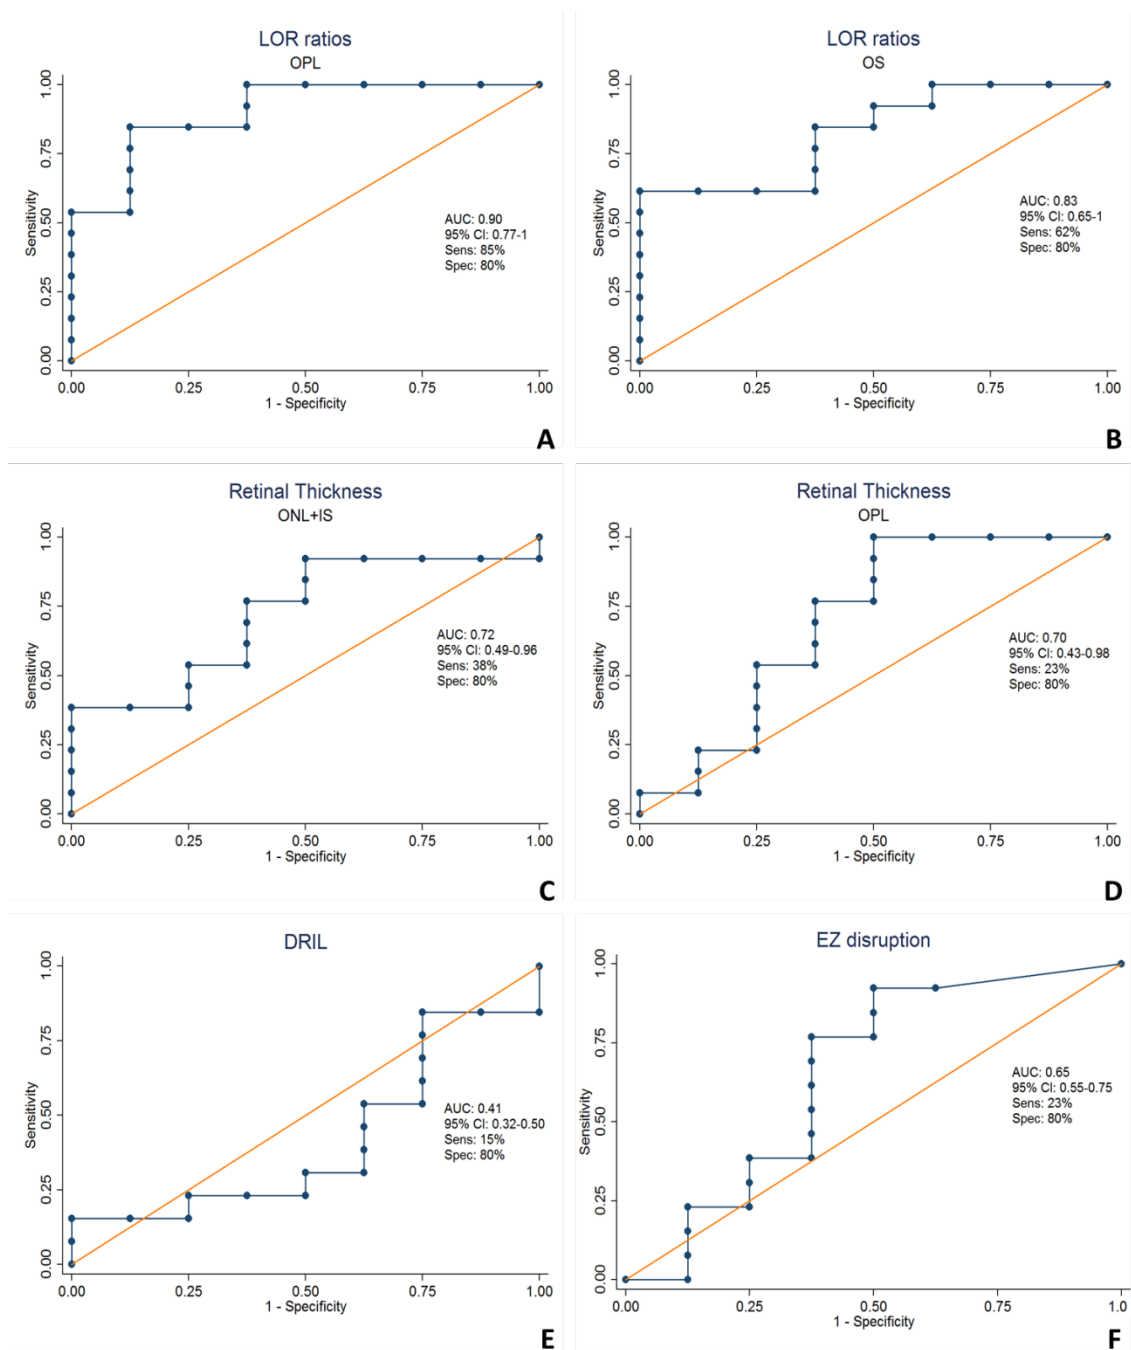 LOR ratios
OPL
Sensitivity
0.00 0.25 0.50 0.75 1.00
AUC: 0.90
95% CI: 0.77-1
Sens: 85%
Spec: 80%
0.00 0.25 0.50 0.75 1.00
1 - Specificity
A
LOR ratios
OS
Sensitivity
0.00 0.25 0.50 0.75 1.00
AUC: 0.83
95% CI: 0.65-1
Sens: 62%
Spec: 80%
0.00 0.25 0.50 0.75 1.00
1 - Specificity
B
Retinal Thickness
ONL+IS
Sensitivity
0.00 0.25 0.50 0.75 1.00
AUC: 0.72
95% CI: 0.49-0.96
Sens: 38%
Spec: 80%
0.00 0.25 0.50 0.75 1.00
1 - Specificity
C
Retinal Thickness
OPL
Sensitivity
0.00 0.25 0.50 0.75 1.00
AUC: 0.70
95% CI: 0.43-0.98
Sens: 23%
Spec: 80%
0.00 0.25 0.50 0.75 1.00
1 - Specificity
D
DRIL
Sensitivity
0.00 0.25 0.50 0.75 1.00
AUC: 0.41
95% CI: 0.32-0.50
Sens: 15%
Spec: 80%
0.00 0.25 0.50 0.75 1.00
1 - Specificity
E
EZ disruption
Sensitivity
0.00 0.25 0.50 0.75 1.00
AUC: 0.65
95% CI: 0.55-0.75
Sens: 23%
Spec: 80%
0.00 0.25 0.50 0.75 1.0
1 - Specificity
F